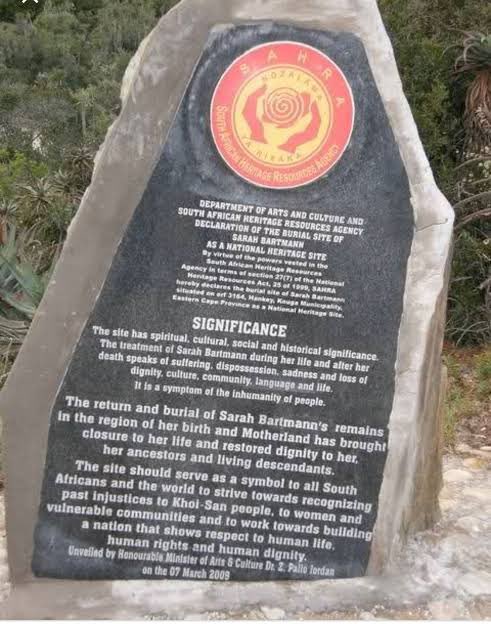 S A H R A
NDZALAMA
YA RIXAKA
SOUTH AFRICAN HERITAGE RESOURCES AGENCY
DEPARTMENT OF ARTS AND CULTURE AND
SOUTH AFRICAN HERITAGE RESOURCES AGENCY
DECLARATION OF THE BURIAL SITE OF
SARAH BARTMANN
AS A NATIONAL HERITAGE SITE
By virtue of the powers vested in the
South African Heritage Resources
Agency in terms of section 27(7) of the National
Heritage Resources Act, 25 of 1999, SAHRA
hereby declares the burial site of Sarah Bartmann
situated on erf 3164, Hankey, Kouga Municipality,
Eastern Cape Province as a National Heritage Site.
SIGNIFICANCE
The site has spiritual, cultural, social and historical significance.
The treatment of Sarah Bartmann during her life and after her
death speaks of suffering, dispossession, sadness and loss of
dignity, culture, community, language and life.
It is a symptom of the inhumanity of people.
The return and burial of Sarah Bartmann's remains
in the region of her birth and Motherland has brought
closure to her life and restored dignity to her,
her ancestors and living descendants.
The site should serve as a symbol to all South
Africans and the world to strive towards recognizing
past injustices to Khoi-San people, to women and
vulnerable communities and to work towards building
a nation that shows respect to human life,
human rights and human dignity.
Unveiled by Honourable Minister of Arts & Culture Dr. Z. Pallo Jordan
on the 07 March 2009